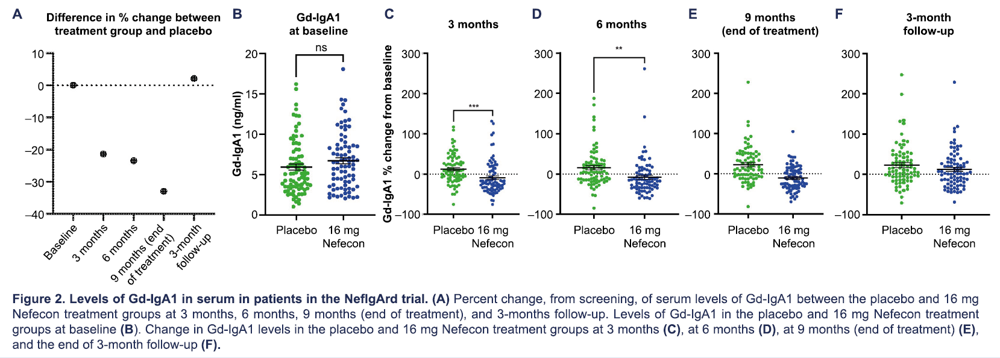 A
Difference in % change between
treatment group and placebo
10
0
–10
–20
–30
–40
Baseline
3 months
6 months
9 months (end
of treatment)
3-month
follow-up
B
Gd-IgA1
at baseline
ns
Gd-IgA1 (ng/ml)
20
15
10
5
0
Placebo
16 mg
Nefecon
C
3 months
***
Gd-IgA1 % change from baseline
300
200
100
0
–100
Placebo
16 mg
Nefecon
D
6 months
**
300
200
100
0
–100
Placebo
16 mg
Nefecon
E
9 months
(end of treatment)
300
200
100
0
–100
Placebo
16 mg
Nefecon
F
3-month
follow-up
300
200
100
0
–100
Placebo
16 mg
Nefecon
Figure 2. Levels of Gd-IgA1 in serum in patients in the NefIgArd trial. (A) Percent change, from screening, of serum levels of Gd-IgA1 between the placebo and 16 mg
Nefecon treatment groups at 3 months, 6 months, 9 months (end of treatment), and 3-months follow-up. Levels of Gd-IgA1 in the placebo and 16 mg Nefecon treatment
groups at baseline (B). Change in Gd-IgA1 levels in the placebo and 16 mg Nefecon treatment groups at 3 months (C), at 6 months (D), at 9 months (end of treatment) (E),
and the end of 3-month follow-up (F).